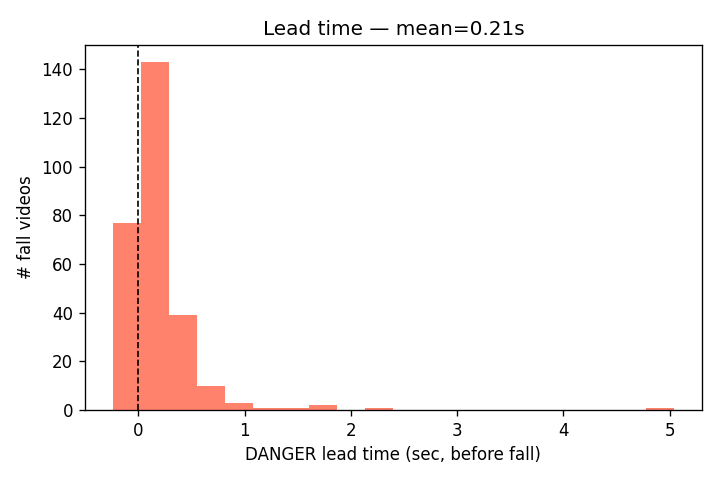 Lead time — mean=0.21s
140
120
100
80
60
40
20
0
# fall videos
0 1 2 3 4 5
DANGER lead time (sec, before fall)